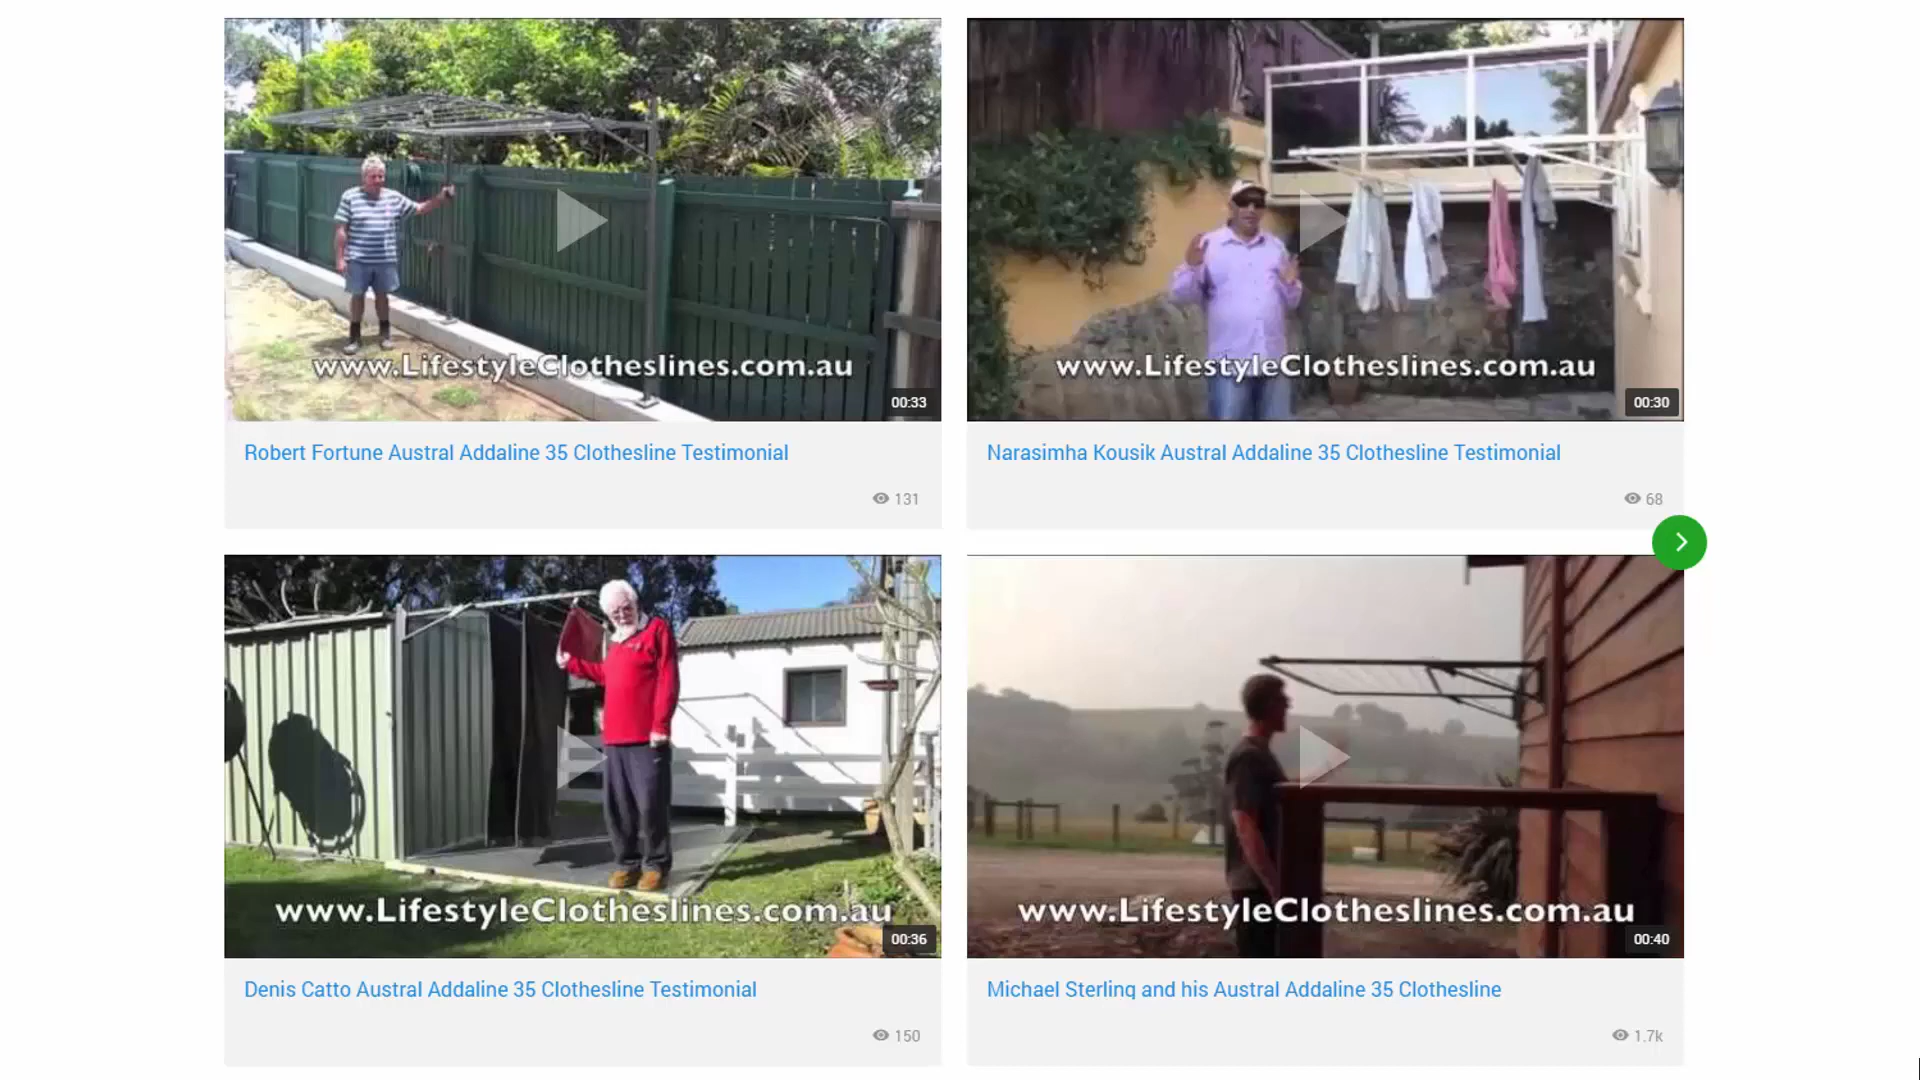 www.LifestyleClotheslines.com.au
00:33
Robert Fortune Austral Addaline 35 Clothesline Testimonial
131
www.LifestyleClotheslines.com.au
00:30
Narasimha Kousik Austral Addaline 35 Clothesline Testimonial
68
www.LifestyleClotheslines.com.au
00:36
Denis Catto Austral Addaline 35 Clothesline Testimonial
150
www.LifestyleClotheslines.com.au
00:40
Michael Sterling and his Austral Addaline 35 Clothesline
1.7k